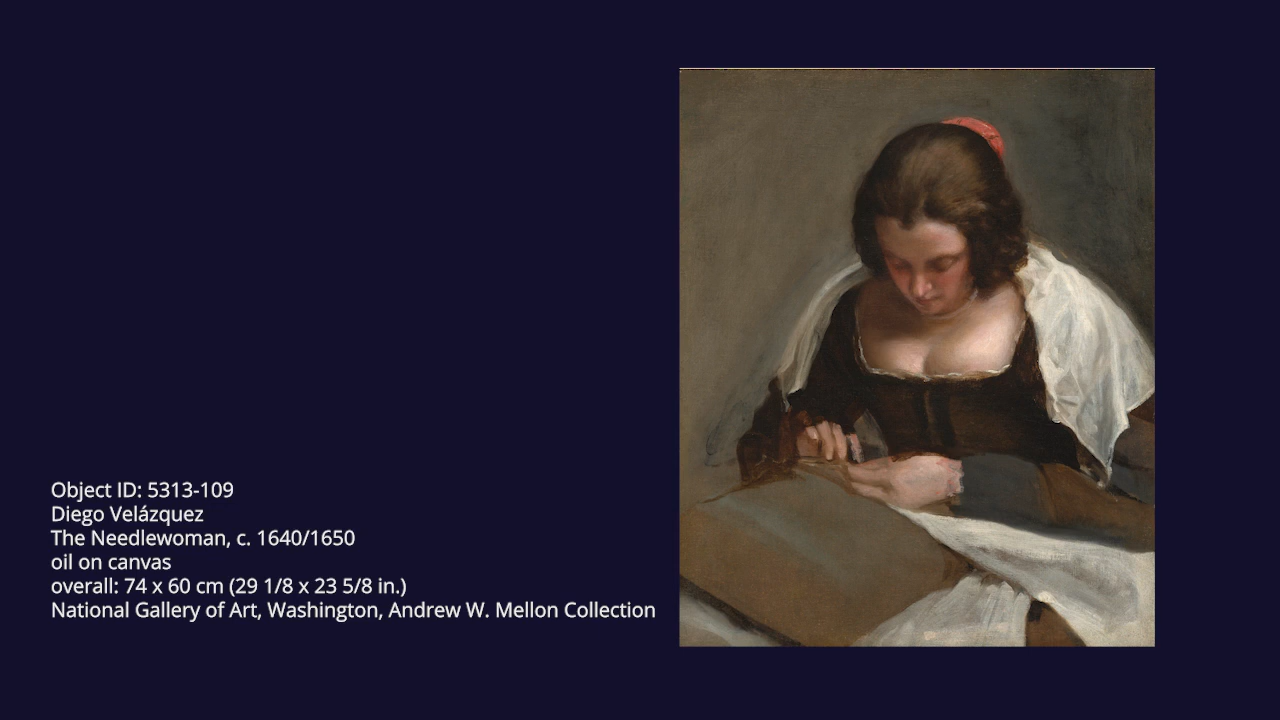 Object ID: 5313-109
Diego Velázquez
The Needlewoman, c. 1640/1650
oil on canvas
overall: 74 x 60 cm (29 1/8 x 23 5/8 in.)
National Gallery of Art, Washington, Andrew W. Mellon Collection